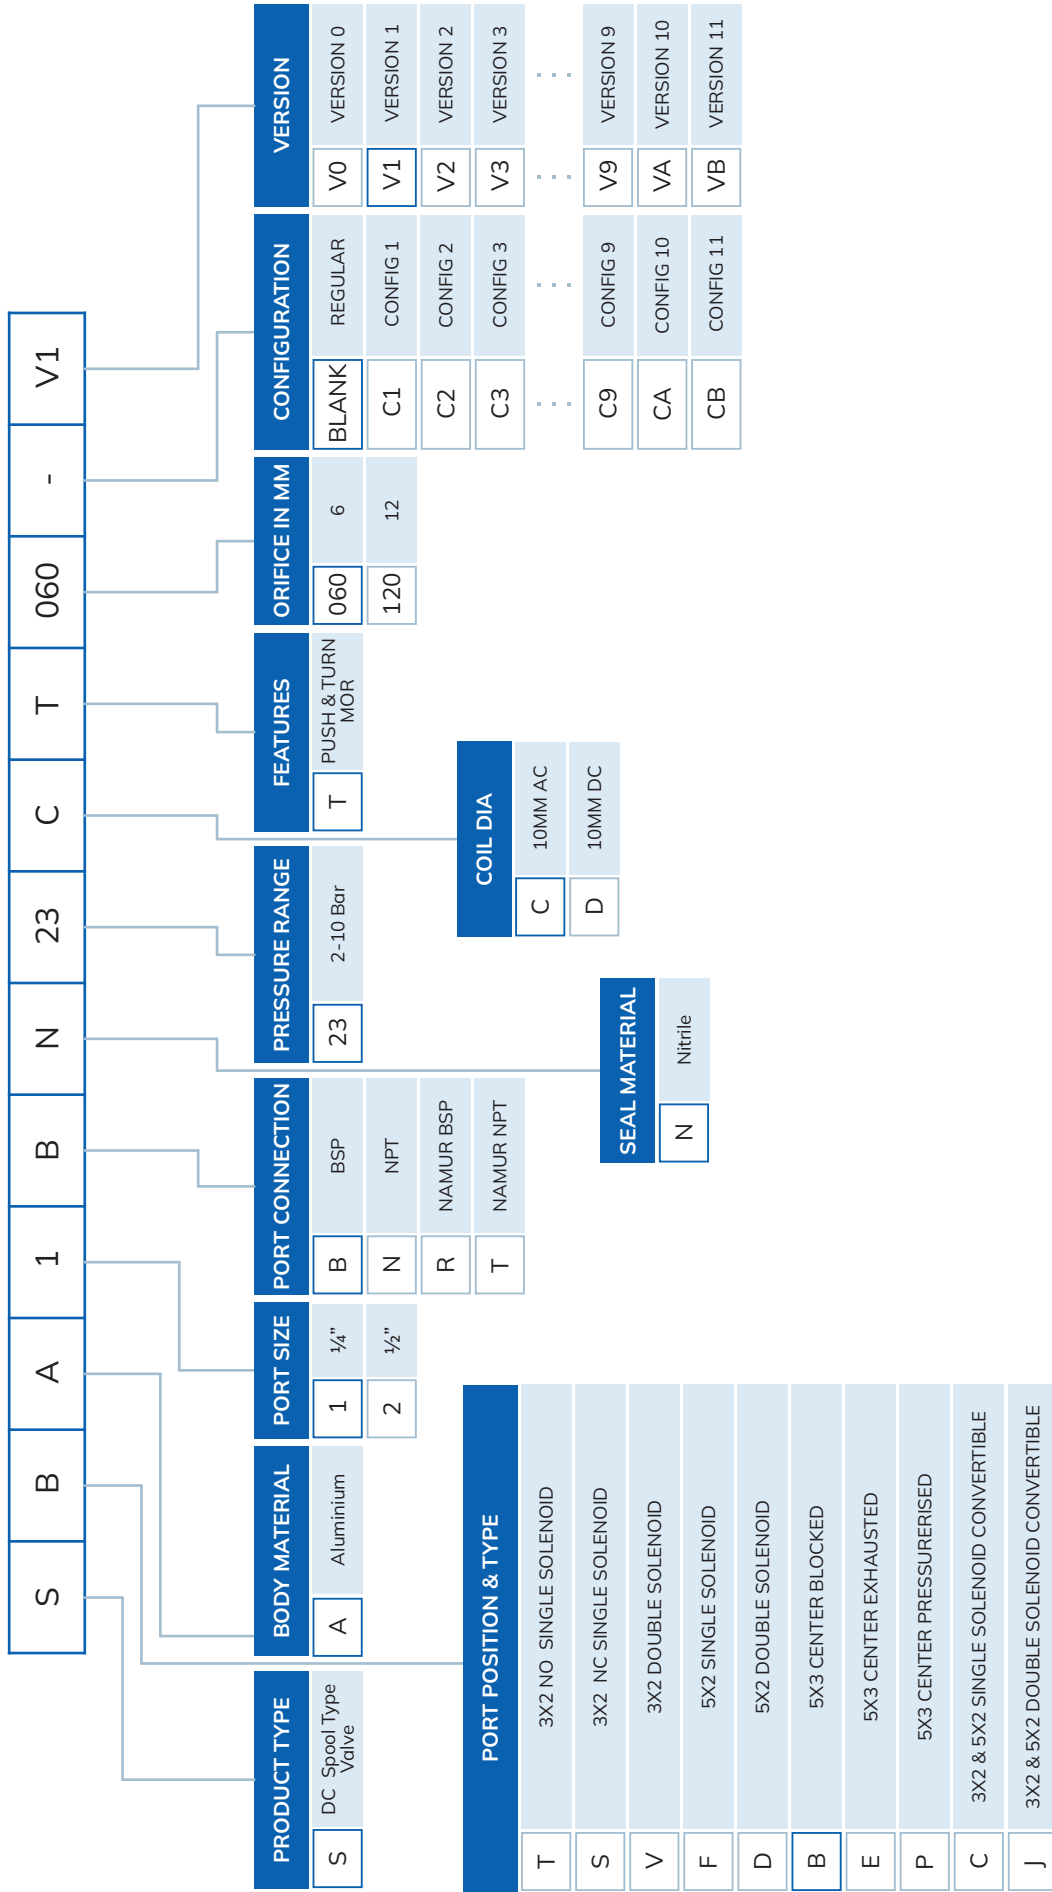 S B A 1 B N 23 C T 060 - V1
PRODUCT TYPE
S DC Spool Type
Valve
BODY MATERIAL
A Aluminium
PORT SIZE
1 ¼”
2 ½”
PORT CONNECTION
B BSP
N NPT
R NAMUR BSP
T NAMUR NPT
PRESSURE RANGE
23 2-10 Bar
FEATURES
T PUSH & TURN
MOR
ORIFICE IN MM
060 6
120 12
CONFIGURATION
BLANK REGULAR
C1 CONFIG 1
C2 CONFIG 2
C3 CONFIG 3
.... ....
C9 CONFIG 9
CA CONFIG 10
CB CONFIG 11
VERSION
V0 VERSION 0
V1 VERSION 1
V2 VERSION 2
V3 VERSION 3
... ....
V9 VERSION 9
VA VERSION 10
VB VERSION 11
PORT POSITION & TYPE
T 3X2 NO SINGLE SOLENOID
S 3X2 NC SINGLE SOLENOID
V 3X2 DOUBLE SOLENOID
F 5X2 SINGLE SOLENOID
D 5X2 DOUBLE SOLENOID
B 5X3 CENTER BLOCKED
E 5X3 CENTER EXHAUSTED
P 5X3 CENTER PRESSURERISED
C 3X2 & 5X2 SINGLE SOLENOID CONVERTIBLE
J 3X2 & 5X2 DOUBLE SOLENOID CONVERTIBLE
SEAL MATERIAL
N Nitrile
COIL DIA
C 10MM AC
D 10MM DC